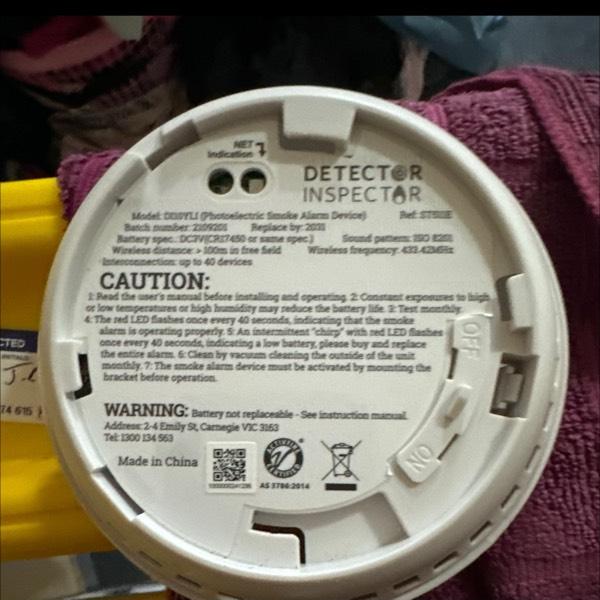 NET
Indication
DETECTOR
INSPECTOR
Model: DD10YLI (Photoelectric Smoke Alarm Device) Ref: ST511E
Batch number: 2109201 Replace by: 2031
Battery spec.: DC3V(CR17450 or same spec.) Sound pattern: ISO 8201
Wireless distance: > 100m in free field Wireless frequency: 433.42MHz
Interconnection: up to 40 devices
CAUTION:
1: Read the user's manual before installing and operating. 2: Constant exposures to high
or low temperatures or high humidity may reduce the battery life. 3: Test monthly.
4: The red LED flashes once every 40 seconds, indicating that the smoke
alarm is operating properly. 5: An intermittent "chirp" with red LED flashes
once every 40 seconds, indicating a low battery, please buy and replace
the entire alarm. 6: Clean by vacuum cleaning the outside of the unit
monthly. 7: The smoke alarm device must be activated by mounting the
bracket before operation.
OFF
ON
WARNING: Battery not replaceable - See instruction manual.
Address: 2-4 Emily St, Carnegie VIC 3163
Tel: 1300 134 563
Made in China
AS 3786:2014
CTED
INITIALS
74 615